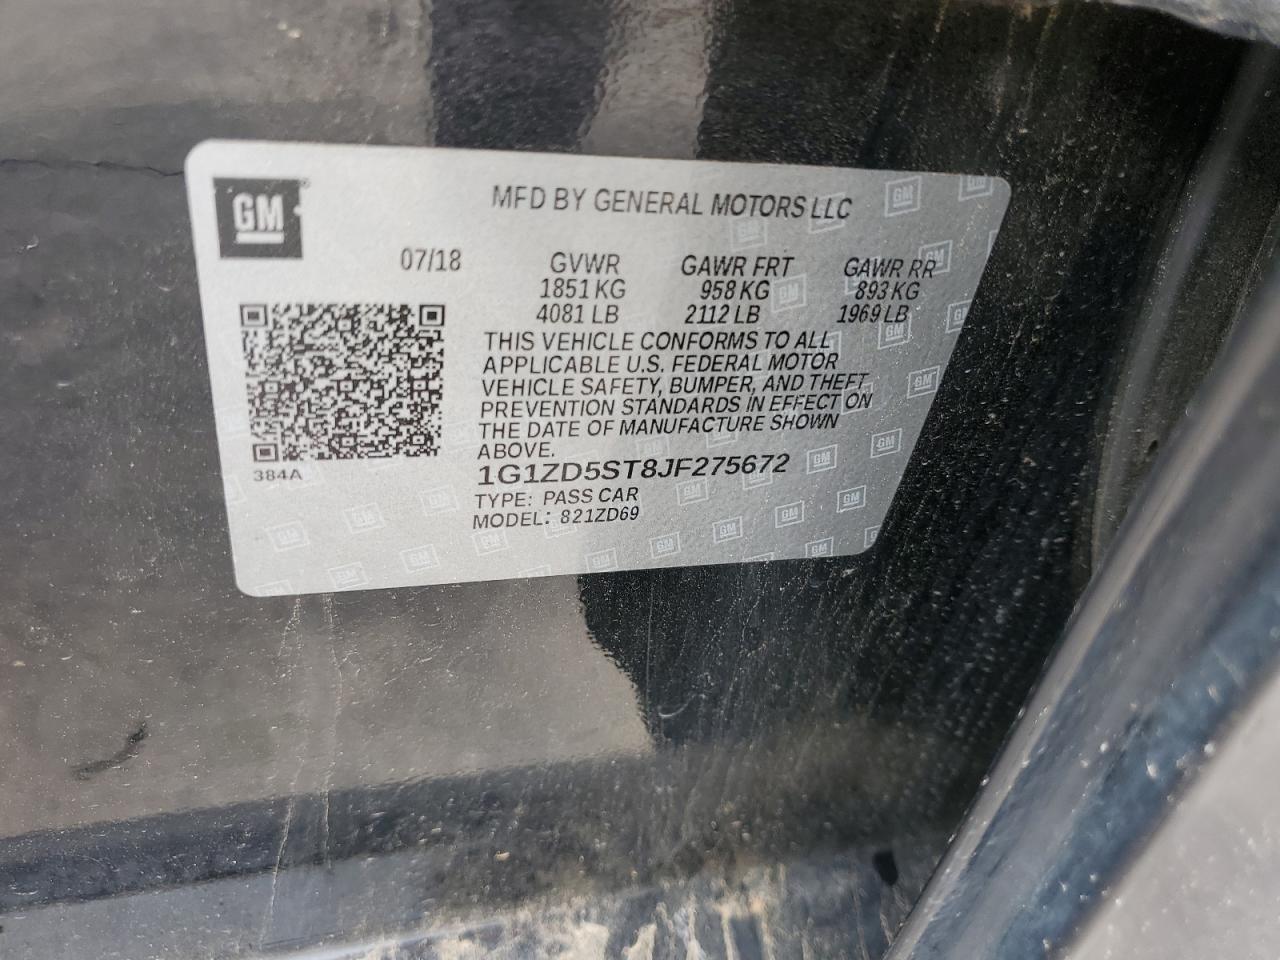 GM
MFD BY GENERAL MOTORS LLC
07/18 GVWR GAWR FRT GAWR RR
1851 KG 958 KG 893 KG
4081 LB 2112 LB 1969 LB
THIS VEHICLE CONFORMS TO ALL
APPLICABLE U.S. FEDERAL MOTOR
VEHICLE SAFETY, BUMPER, AND THEFT
PREVENTION STANDARDS IN EFFECT ON
THE DATE OF MANUFACTURE SHOWN
ABOVE.
384A
1G1ZD5ST8JF275672
TYPE: PASS CAR
MODEL: 821ZD69